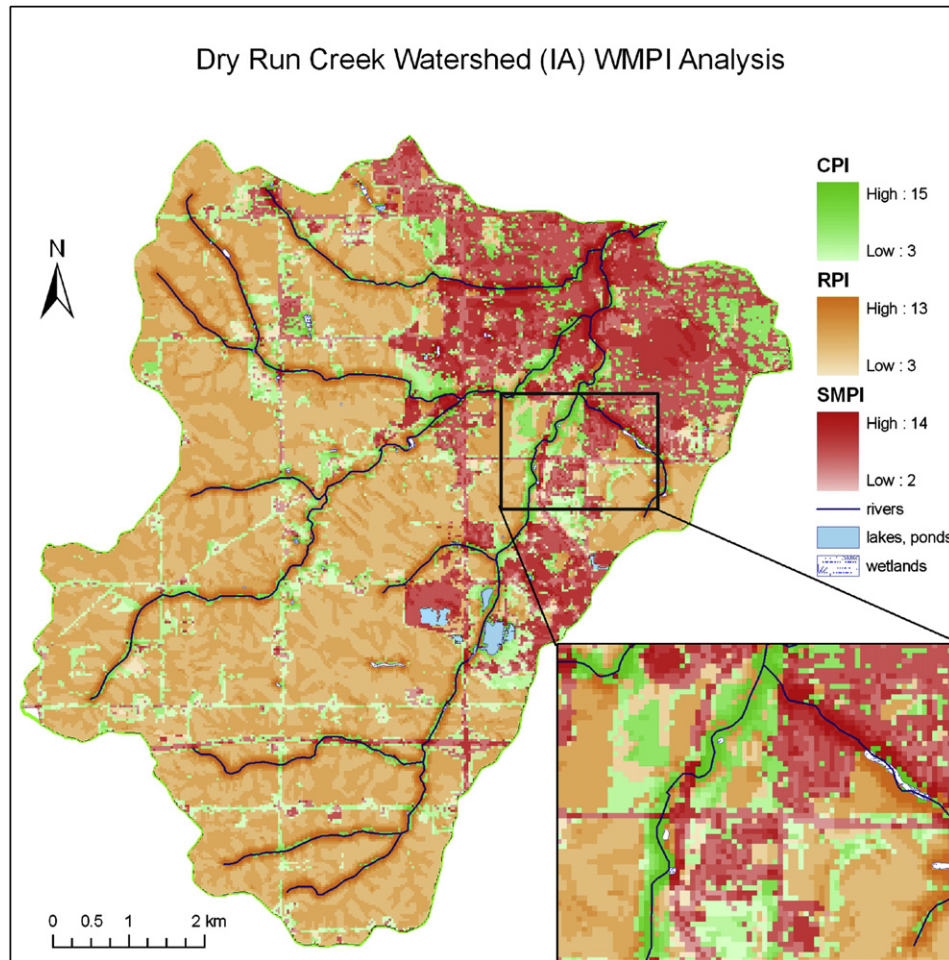 Dry Run Creek Watershed (IA) WMPI Analysis
N
CPI
High : 15
Low : 3
RPI
High : 13
Low : 3
SMPI
High : 14
Low : 2
rivers
lakes, ponds
wetlands
0 0.5 1 2 km